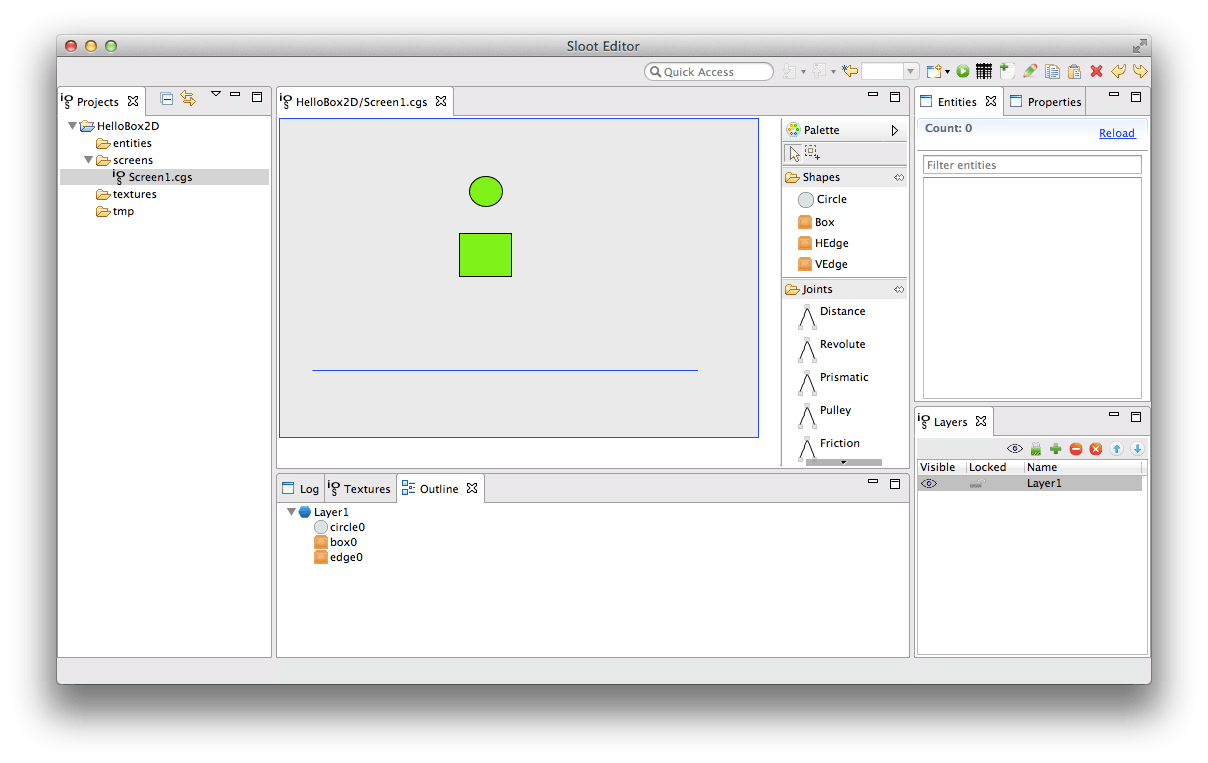 Sloot Editor
Quick Access
Projects
HelloBox2D
entities
screens
Screen1.cgs
textures
tmp
HelloBox2D/Screen1.cgs
Palette
Shapes
Circle
Box
HEdge
VEdge
Joints
Distance
Revolute
Prismatic
Pulley
Friction
Log
Textures
Outline
Layer1
circle0
box0
edge0
Entities
Properties
Count: 0
Reload
Filter entities
Layers
Visible Locked Name
Layer1